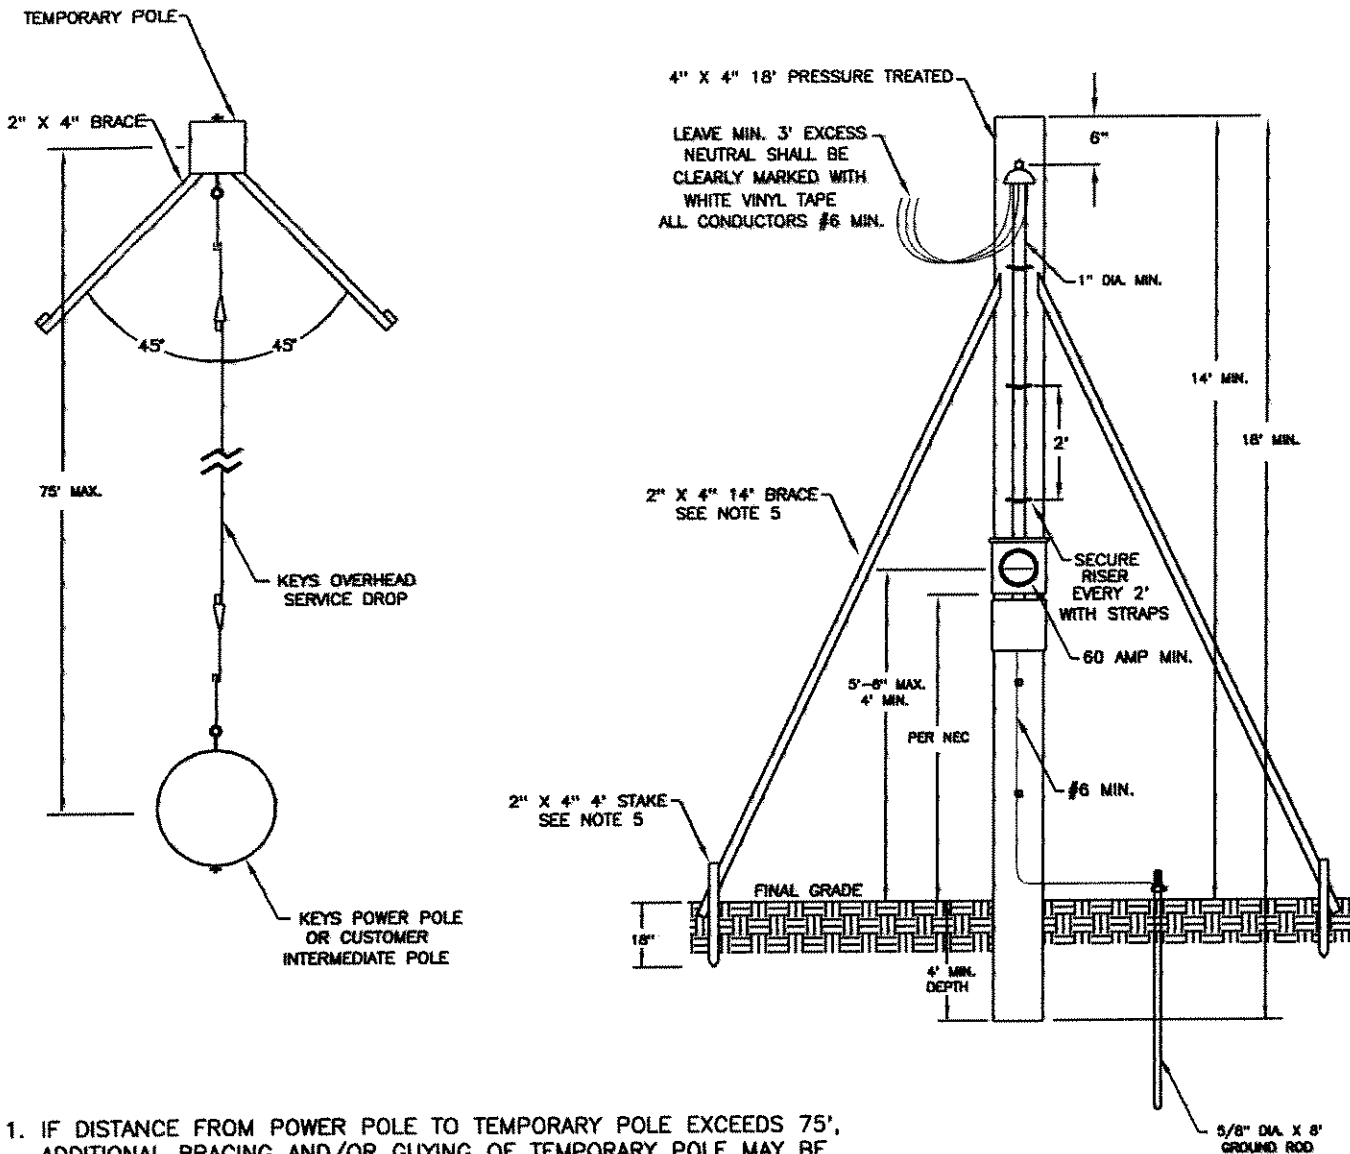 TEMPORARY POLE
2" X 4" BRACE
45°
45°
75' MAX.
KEYS OVERHEAD
SERVICE DROP
KEYS POWER POLE
OR CUSTOMER
INTERMEDIATE POLE
4" X 4" 18' PRESSURE TREATED
LEAVE MIN. 3' EXCESS
NEUTRAL SHALL BE
CLEARLY MARKED WITH
WHITE VINYL TAPE
ALL CONDUCTORS #6 MIN.
6"
1" DIA. MIN.
14' MIN.
18' MIN.
2'
2" X 4" 14' BRACE
SEE NOTE 5
SECURE
RISER
EVERY 2'
WITH STRAPS
60 AMP MIN.
5'-6" MAX.
4' MIN.
PER NEC
#6 MIN.
2" X 4" 4' STAKE
SEE NOTE 5
FINAL GRADE
18"
4' MIN.
DEPTH
5/8" DIA. X 8'
GROUND ROD
1. IF DISTANCE FROM POWER POLE TO TEMPORARY POLE EXCEEDS 75',
ADDITIONAL BRACING AND/OR GUYING OF TEMPORARY POLE MAY BE